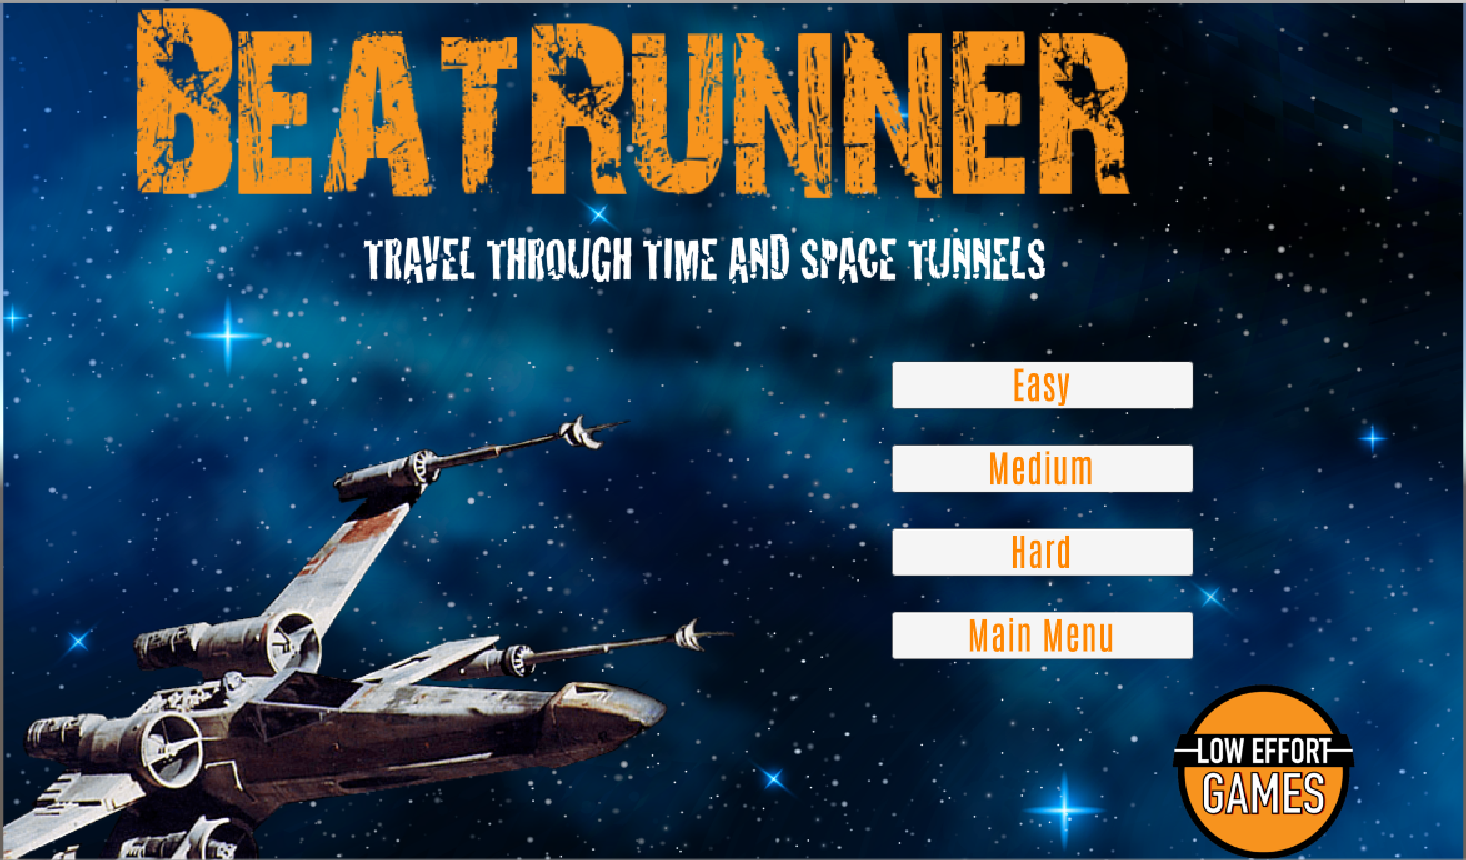 BEATRUNNER
TRAVEL THROUGH TIME AND SPACE TUNNELS
Easy
Medium
Hard
Main Menu
LOW EFFORT
GAMES